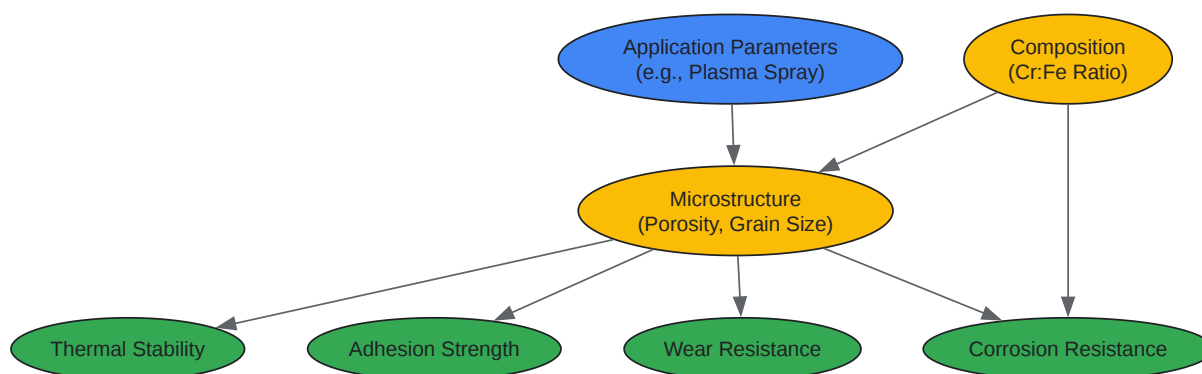 Application Parameters
(e.g., Plasma Spray)
Composition
(Cr:Fe Ratio)
Microstructure
(Porosity, Grain Size)
Thermal Stability
Adhesion Strength
Wear Resistance
Corrosion Resistance